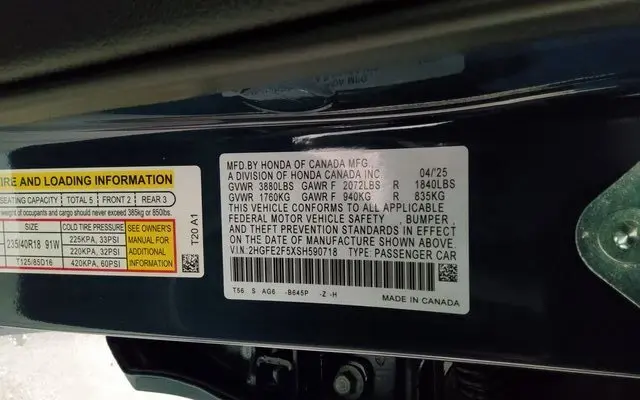 IRE AND LOADING INFORMATION
SEATING CAPACITY TOTAL 5 FRONT 2 REAR 3
weight of occupants and cargo should never exceed 385kg or 850lbs.
COLD TIRE PRESSURE
235/40R18 91W 225KPA, 33PSI
220KPA, 32PSI
T125/85D16 420KPA, 60PSI
SEE OWNER'S
MANUAL FOR
ADDITIONAL
INFORMATION
T20 A1
MFD.BY HONDA OF CANADA MFG.,
A DIVISION OF HONDA CANADA INC. 04/'25
GVWR 3880LBS GAWR F 2072LBS R 1840LBS
GVWR 1760KG GAWR F 940KG R 835KG
THIS VEHICLE CONFORMS TO ALL APPLICABLE
FEDERAL MOTOR VEHICLE SAFETY , BUMPER ,
AND THEFT PREVENTION STANDARDS IN EFFECT
ON THE DATE OF MANUFACTURE SHOWN ABOVE.
V.I.N: 2HGFE2F5XSH590718 TYPE: PASSENGER CAR
T56 S AG6 -B645P -Z -H
MADE IN CANADA